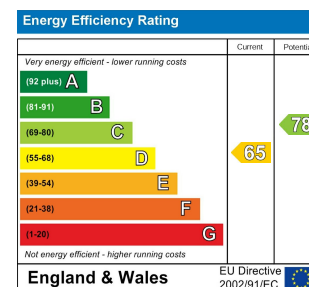 Energy Efficiency Rating
Current Potentia
Very energy efficient - lower running costs
(92 plus) A
(81-91) B
(69-80) C
78
(55-68) D
65
(39-54) E
(21-38) F
(1-20) G
Not energy efficient - higher running costs
England & Wales
EU Directive
2002/91/EC